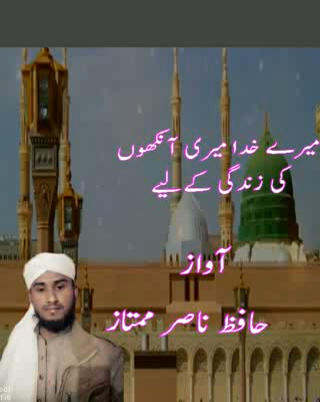 میرے خدا میری آنکھوں
کی زندگی کے لیے
آواز
حافظ ناصر ممتاز